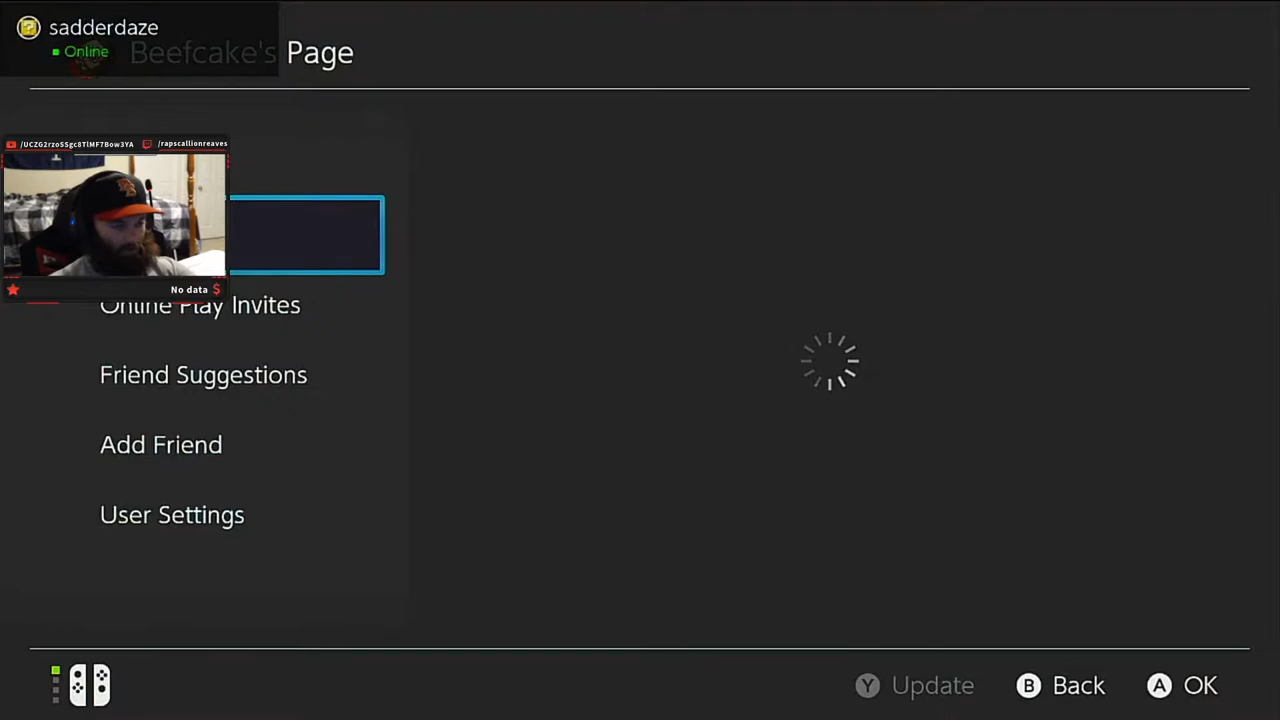 sadderdaze
Online
Beefcake's Page
/UCZG2rzoSSgc8TlMF7Bow3YA /rapscallionreaves
No data $
Online Play Invites
Friend Suggestions
Add Friend
User Settings
Y Update B Back A OK